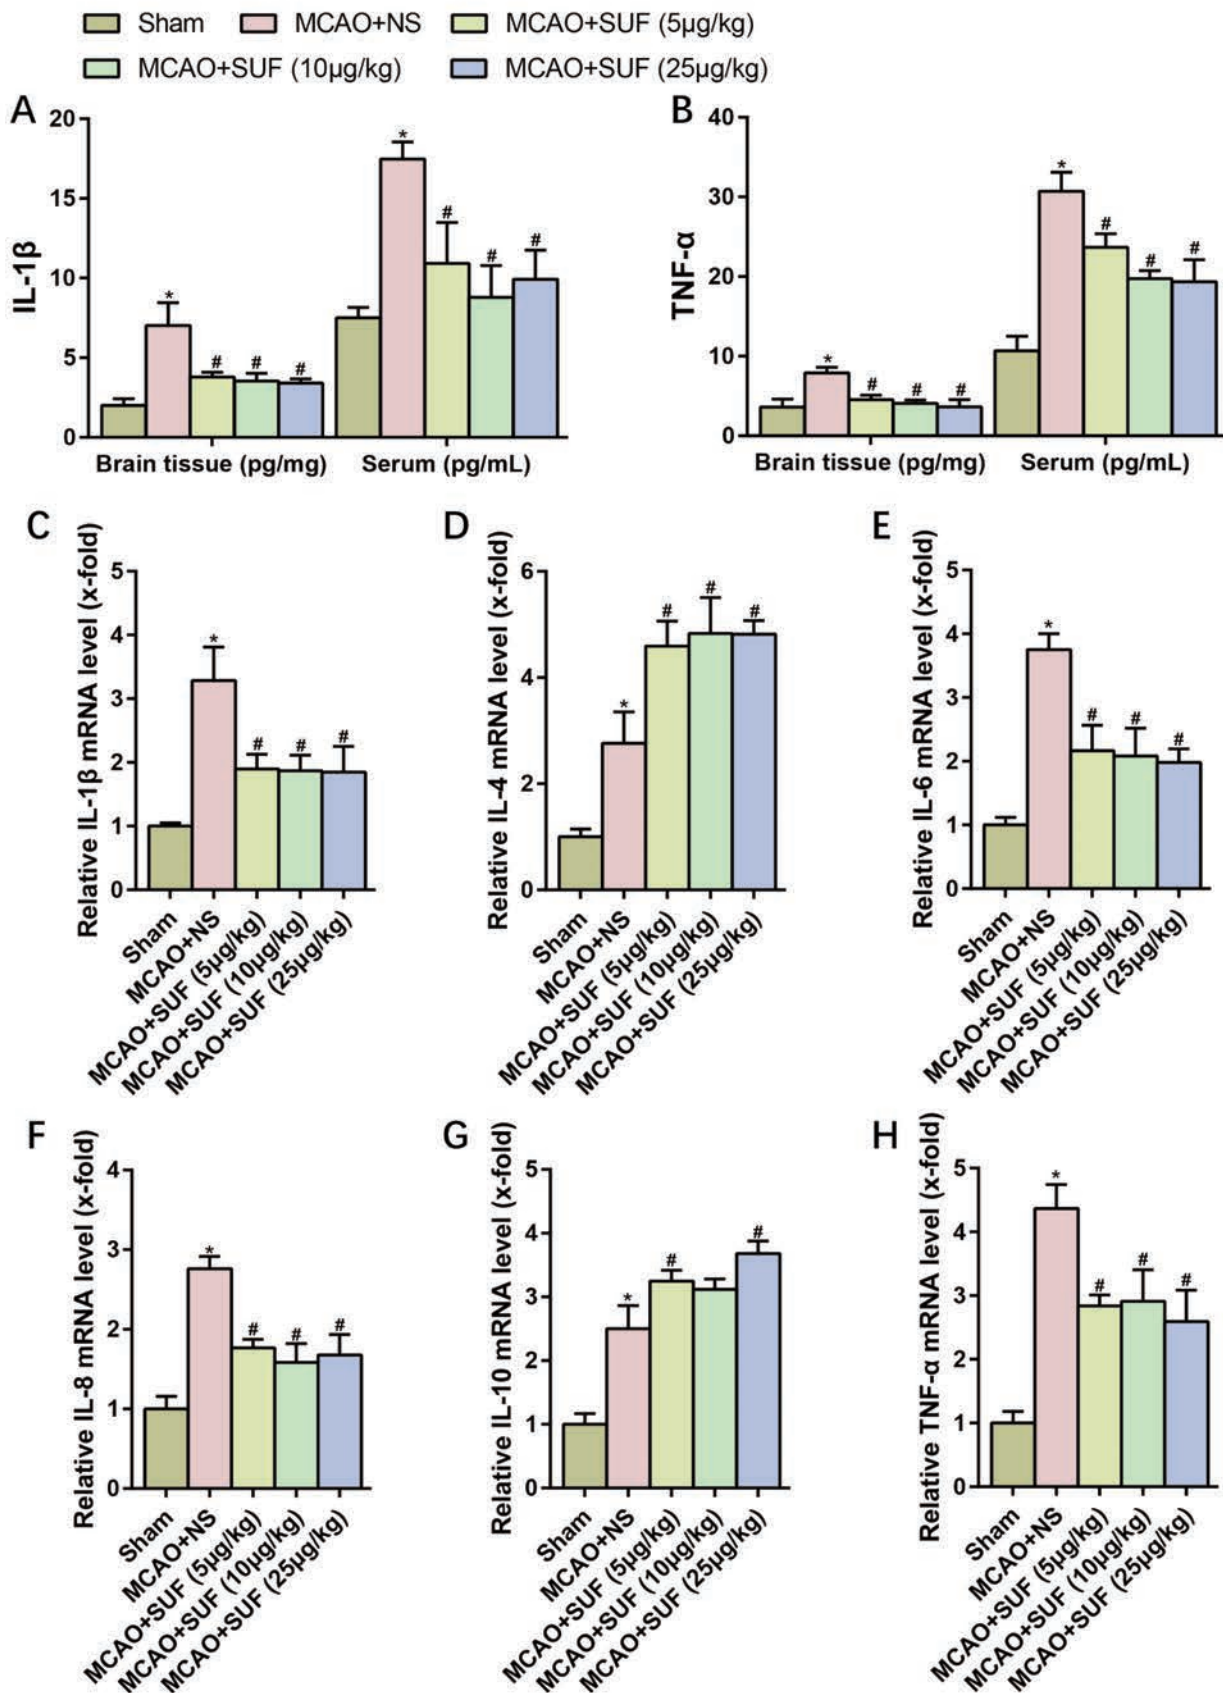 Sham MCAO+NS MCAO+SUF (5μg/kg)
MCAO+SUF (10μg/kg) MCAO+SUF (25μg/kg)
A
IL-1β
20
15
10
5
0
* # # # * # # #
Brain tissue (pg/mg) Serum (pg/mL)
B
TNF-α
40
30
20
10
0
* # # # * # # #
Brain tissue (pg/mg) Serum (pg/mL)
C
Relative IL-1β mRNA level (x-fold)
5
4
3
2
1
0
* # # #
Sham
MCAO+NS
MCAO+SUF (5μg/kg)
MCAO+SUF (10μg/kg)
MCAO+SUF (25μg/kg)
D
Relative IL-4 mRNA level (x-fold)
6
4
2
0
* # # #
Sham
MCAO+NS
MCAO+SUF (5μg/kg)
MCAO+SUF (10μg/kg)
MCAO+SUF (25μg/kg)
E
Relative IL-6 mRNA level (x-fold)
5
4
3
2
1
0
* # # #
Sham
MCAO+NS
MCAO+SUF (5μg/kg)
MCAO+SUF (10μg/kg)
MCAO+SUF (25μg/kg)
F
Relative IL-8 mRNA level (x-fold)
4
3
2
1
0
* # # #
Sham
MCAO+NS
MCAO+SUF (5μg/kg)
MCAO+SUF (10μg/kg)
MCAO+SUF (25μg/kg)
G
Relative IL-10 mRNA level (x-fold)
5
4
3
2
1
0
* # #
Sham
MCAO+NS
MCAO+SUF (5μg/kg)
MCAO+SUF (10μg/kg)
MCAO+SUF (25μg/kg)
H
Relative TNF-α mRNA level (x-fold)
5
4
3
2
1
0
* # # #
Sham
MCAO+NS
MCAO+SUF (5μg/kg)
MCAO+SUF (10μg/kg)
MCAO+SUF (25μg/kg)